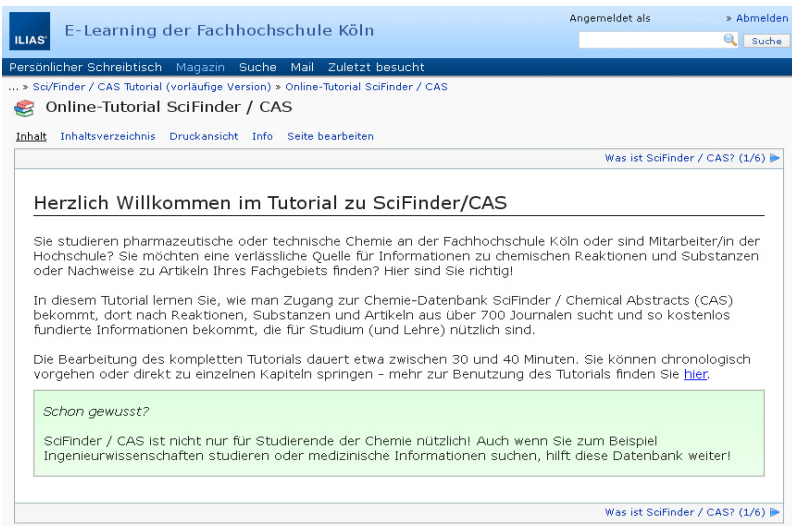 Angemeldet als » Abmelden
ILIAS E-Learning der Fachhochschule Köln
Suche
Persönlicher Schreibtisch Magazin Suche Mail Zuletzt besucht
... » Sci/Finder / CAS Tutorial (vorläufige Version) » Online-Tutorial SciFinder / CAS
Online-Tutorial SciFinder / CAS
Inhalt Inhaltsverzeichnis Druckansicht Info Seite bearbeiten
Was ist SciFinder / CAS? (1/6)
Herzlich Willkommen im Tutorial zu SciFinder/CAS
Sie studieren pharmazeutische oder technische Chemie an der Fachhochschule Köln oder sind Mitarbeiter/in der
Hochschule? Sie möchten eine verlässliche Quelle für Informationen zu chemischen Reaktionen und Substanzen
oder Nachweise zu Artikeln Ihres Fachgebiets finden? Hier sind Sie richtig!
In diesem Tutorial lernen Sie, wie man Zugang zur Chemie-Datenbank SciFinder / Chemical Abstracts (CAS)
bekommt, dort nach Reaktionen, Substanzen und Artikeln aus über 700 Journalen sucht und so kostenlos
fundierte Informationen bekommt, die für Studium (und Lehre) nützlich sind.
Die Bearbeitung des kompletten Tutorials dauert etwa zwischen 30 und 40 Minuten. Sie können chronologisch
vorgehen oder direkt zu einzelnen Kapiteln springen - mehr zur Benutzung des Tutorials finden Sie hier.
Schon gewusst?
SciFinder / CAS ist nicht nur für Studierende der Chemie nützlich! Auch wenn Sie zum Beispiel
Ingenieurwissenschaften studieren oder medizinische Informationen suchen, hilft diese Datenbank weiter!
Was ist SciFinder / CAS? (1/6)